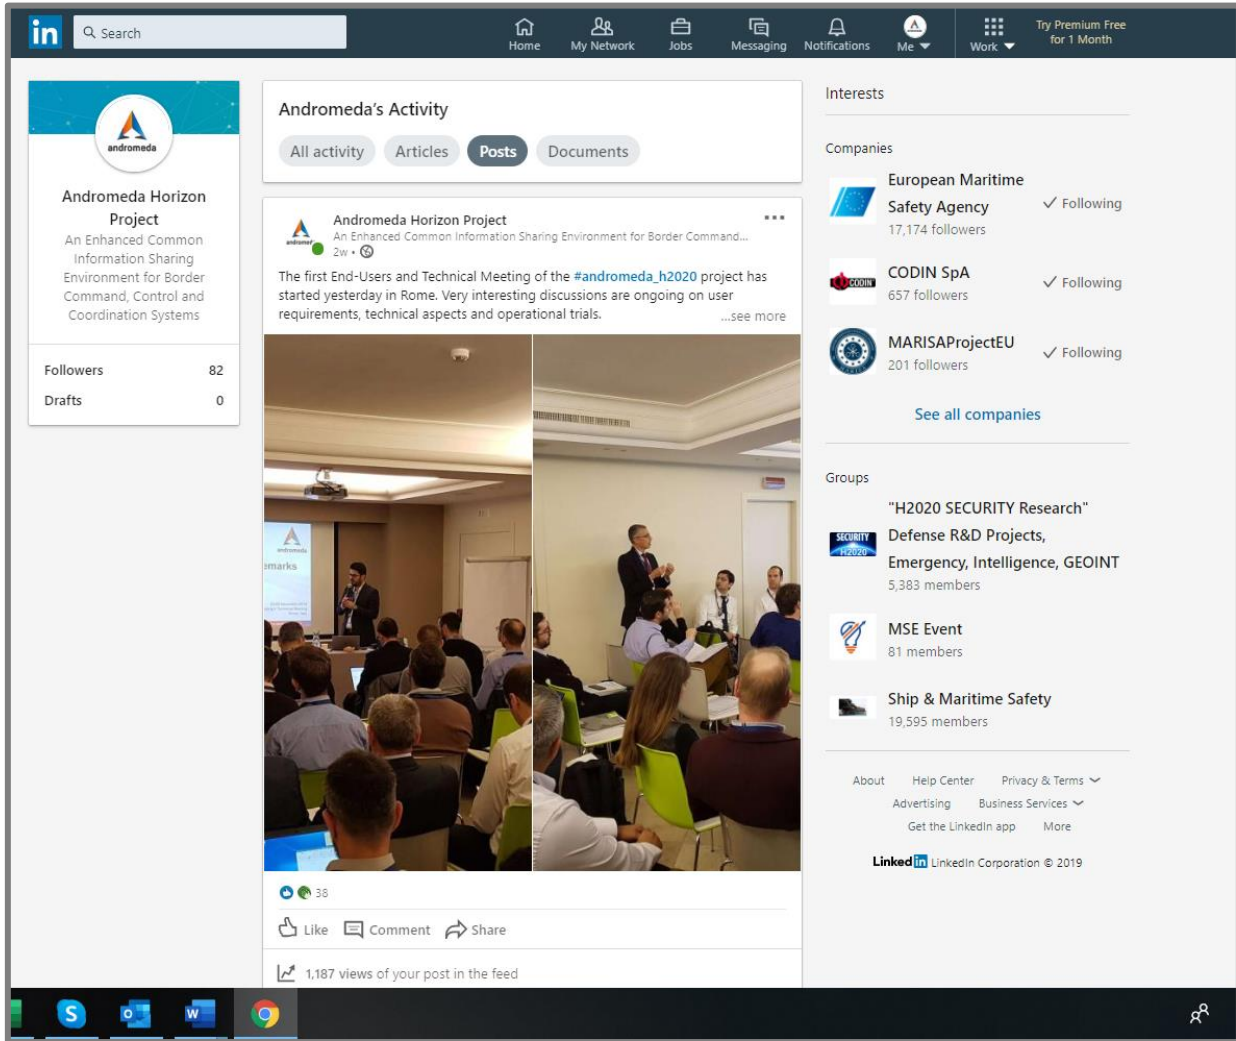 in
Search
Home
My Network
Jobs
Messaging
Notifications
Me
Work
Try Premium Free
for 1 Month
andromeda
Andromeda Horizon
Project
An Enhanced Common
Information Sharing
Environment for Border
Command, Control and
Coordination Systems
Followers 82
Drafts 0
Andromeda's Activity
All activity Articles Posts Documents
Andromeda Horizon Project
An Enhanced Common Information Sharing Environment for Border Command...
2w •
The first End-Users and Technical Meeting of the #andromeda_h2020 project has
started yesterday in Rome. Very interesting discussions are ongoing on user
requirements, technical aspects and operational trials.
...see more
andromeda
emarks
38
Like Comment Share
1,187 views of your post in the feed
Interests
Companies
European Maritime
Safety Agency
17,174 followers
Following
CODIN
CODIN SpA
657 followers
Following
MARISAProjectEU
201 followers
Following
See all companies
Groups
SECURITY
H2020
"H2020 SECURITY Research"
Defense R&D Projects,
Emergency, Intelligence, GEOINT
5,383 members
MSE Event
81 members
Ship & Maritime Safety
19,595 members
About Help Center Privacy & Terms
Advertising Business Services
Get the LinkedIn app More
Linked in LinkedIn Corporation © 2019